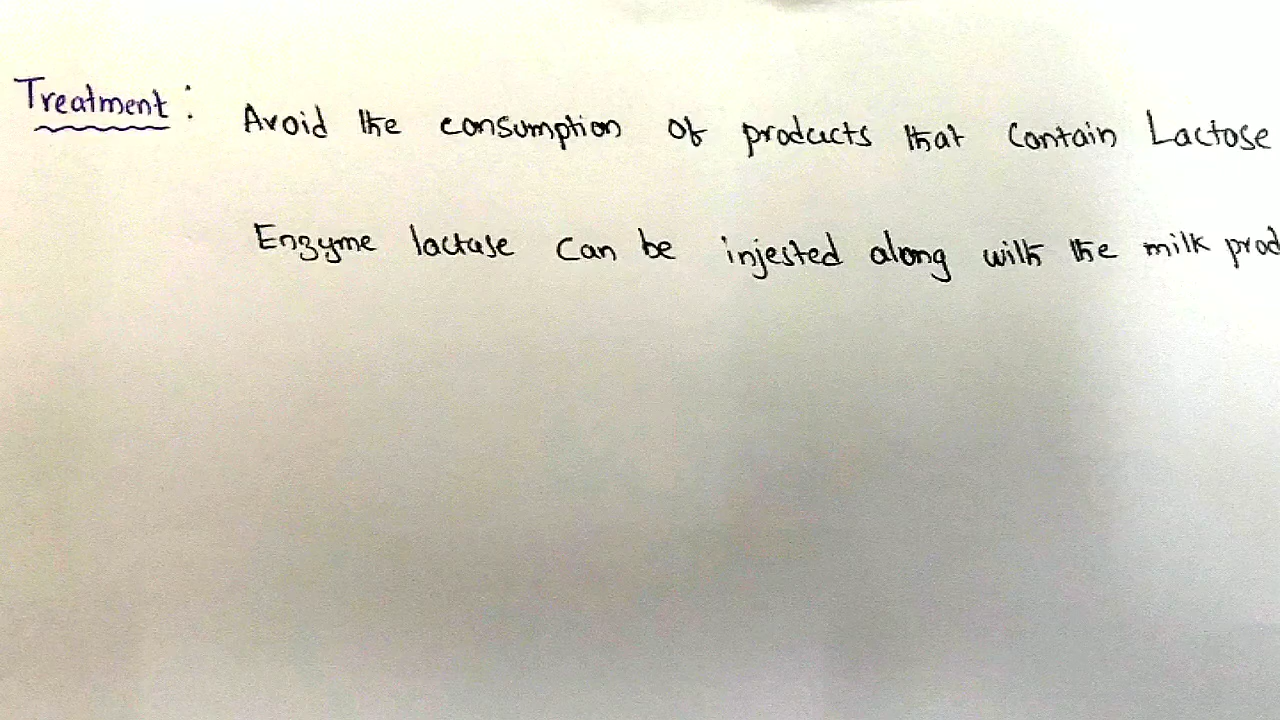 Treatment : Avoid the consumption of products that contain Lactose
Enzyme lactase can be injested along with the milk prod